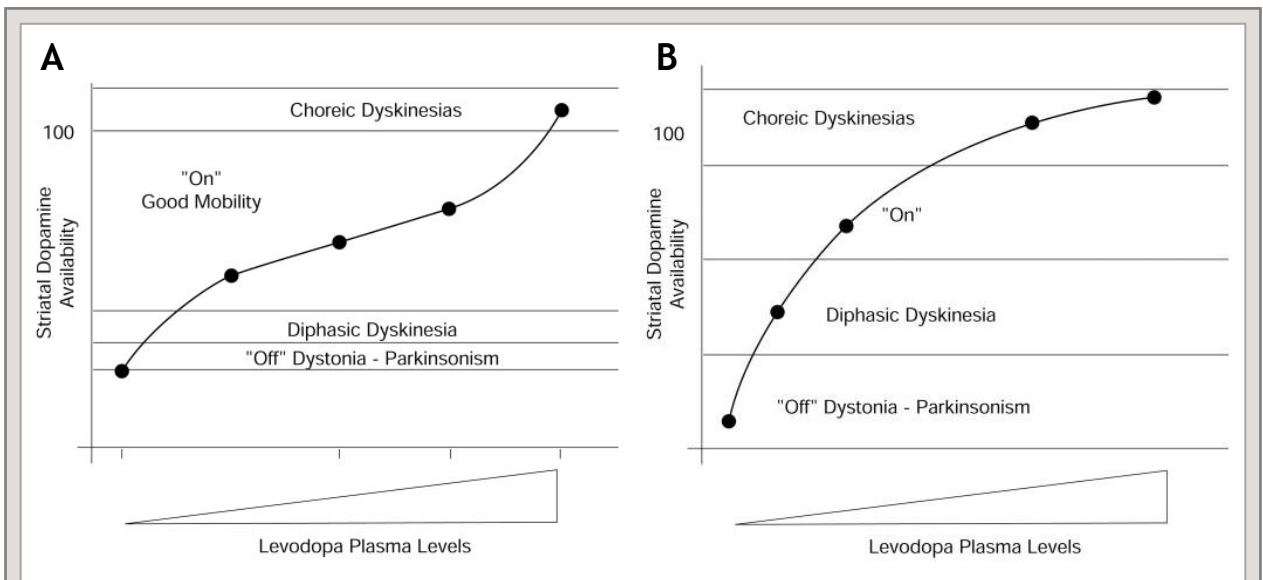 A
Choreic Dyskinesias
100
"On"
Good Mobility
Striatal Dopamine
Availability
Diphasic Dyskinesia
"Off" Dystonia - Parkinsonism
Levodopa Plasma Levels
B
Choreic Dyskinesias
100
"On"
Striatal Dopamine
Availability
Diphasic Dyskinesia
"Off" Dystonia - Parkinsonism
Levodopa Plasma Levels